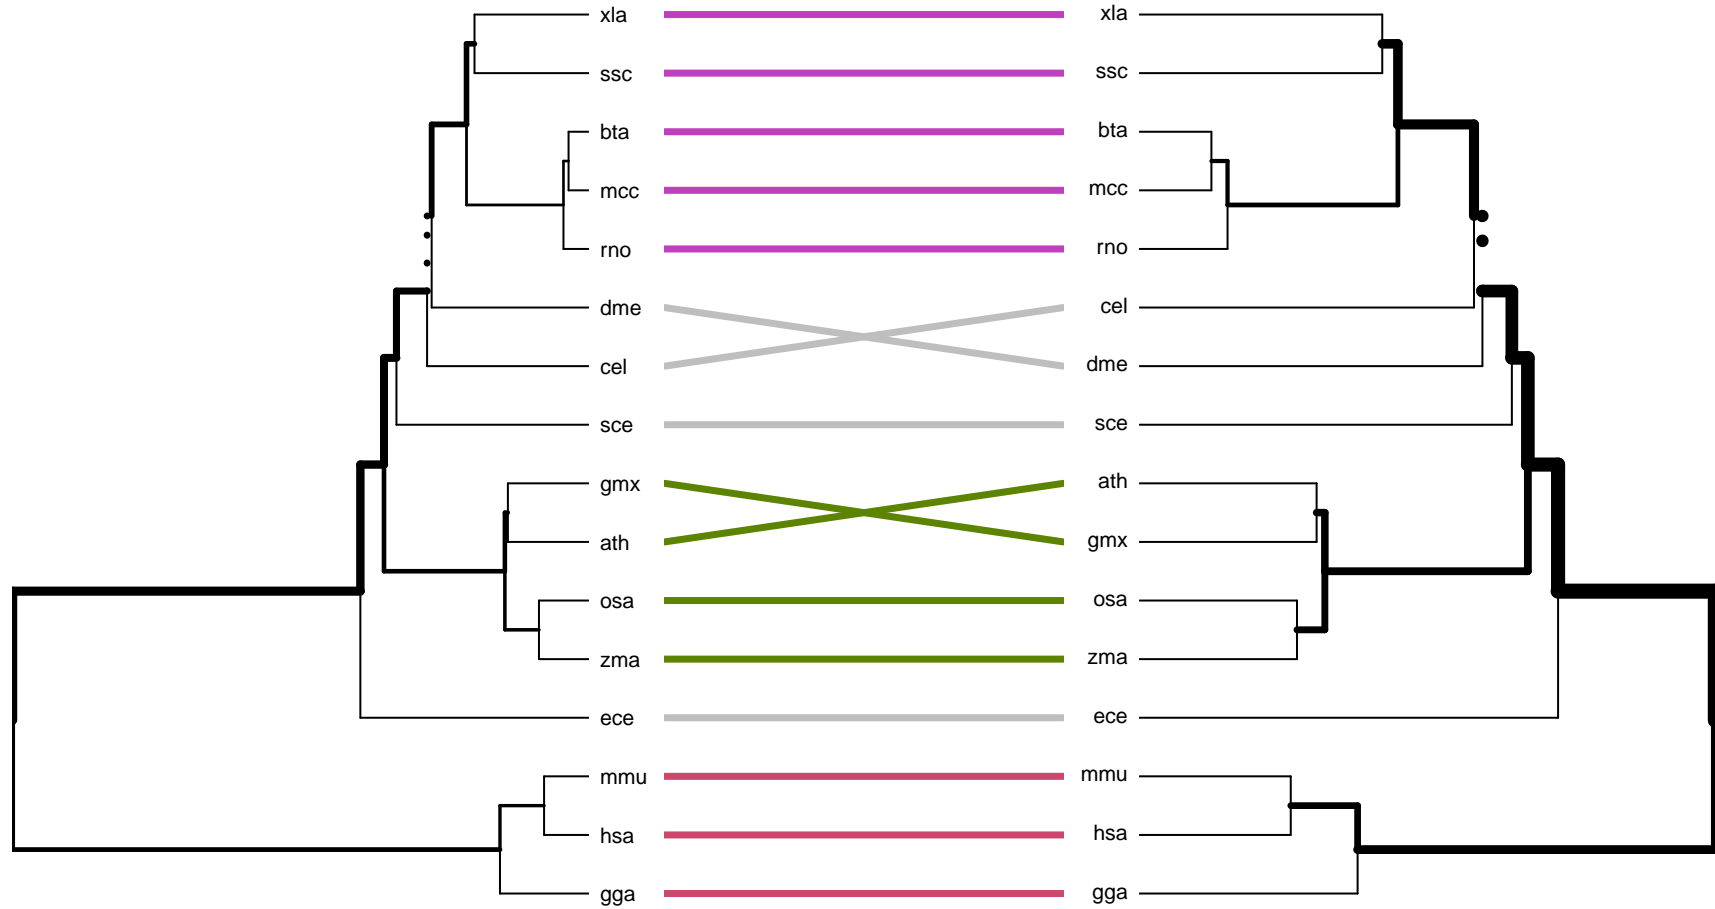 xla xla
ssc ssc
bta bta
mcc mcc
rno rno
dme cel
cel dme
sce sce
gmx ath
ath gmx
osa osa
zma zma
ece ece
mmu mmu
hsa hsa
gga gga